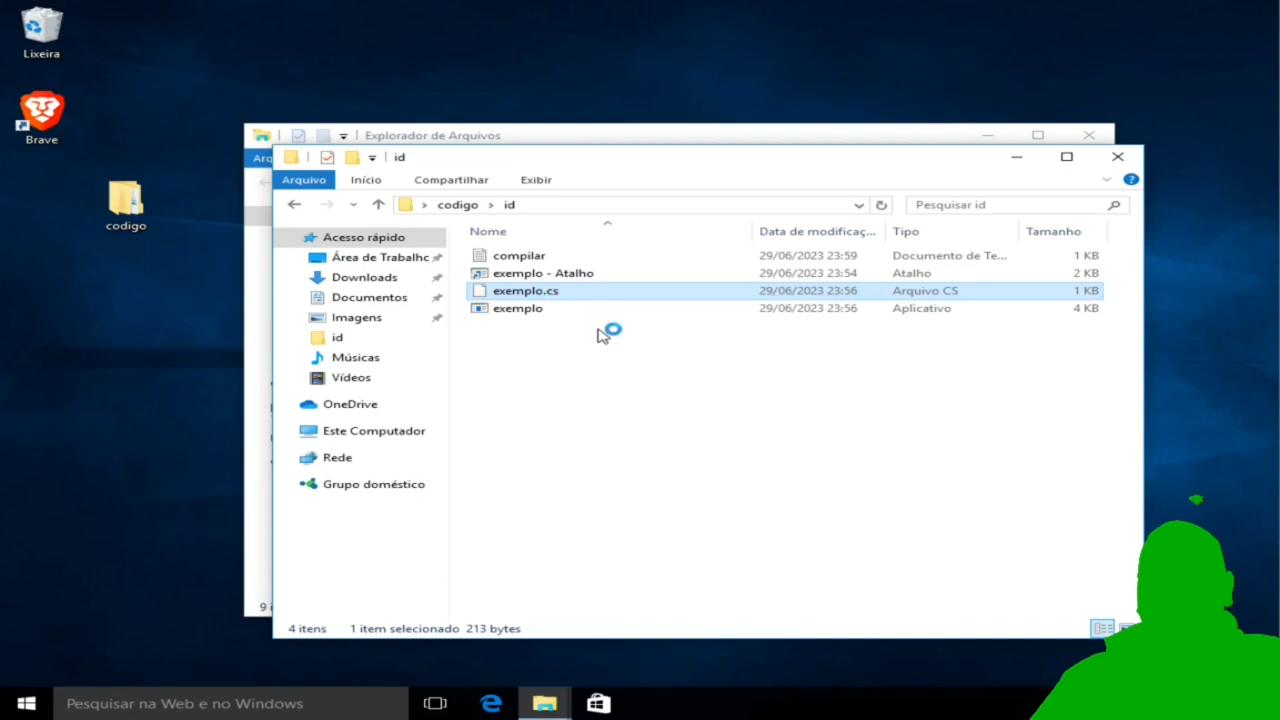 Lixeira
Brave
codigo
Explorador de Arquivos
Arq
id
Arquivo Início Compartilhar Exibir
codigo id
Pesquisar id
Nome Data de modificaç... Tipo Tamanho
compilar 29/06/2023 23:59 Documento de Te... 1 KB
exemplo - Atalho 29/06/2023 23:54 Atalho 2 KB
exemplo.cs 29/06/2023 23:56 Arquivo CS 1 KB
exemplo 29/06/2023 23:56 Aplicativo 4 KB
Acesso rápido
Área de Trabalho
Downloads
Documentos
Imagens
id
Músicas
Vídeos
OneDrive
Este Computador
Rede
Grupo doméstico
4 itens 1 item selecionado 213 bytes
Pesquisar na Web e no Windows